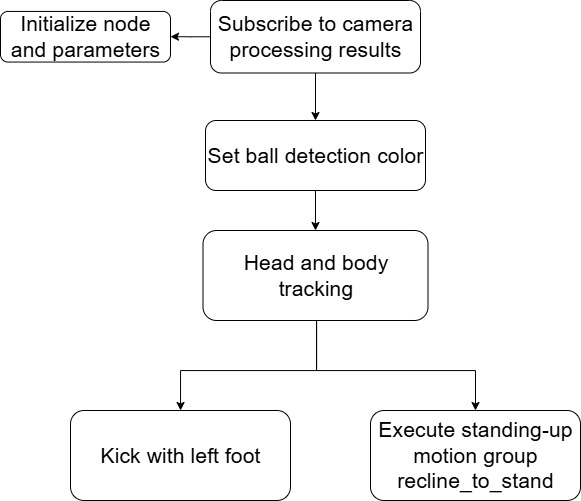 Initialize node
and parameters
Subscribe to camera
processing results
Set ball detection color
Head and body
tracking
Kick with left foot
Execute standing-up
motion group
recline_to_stand